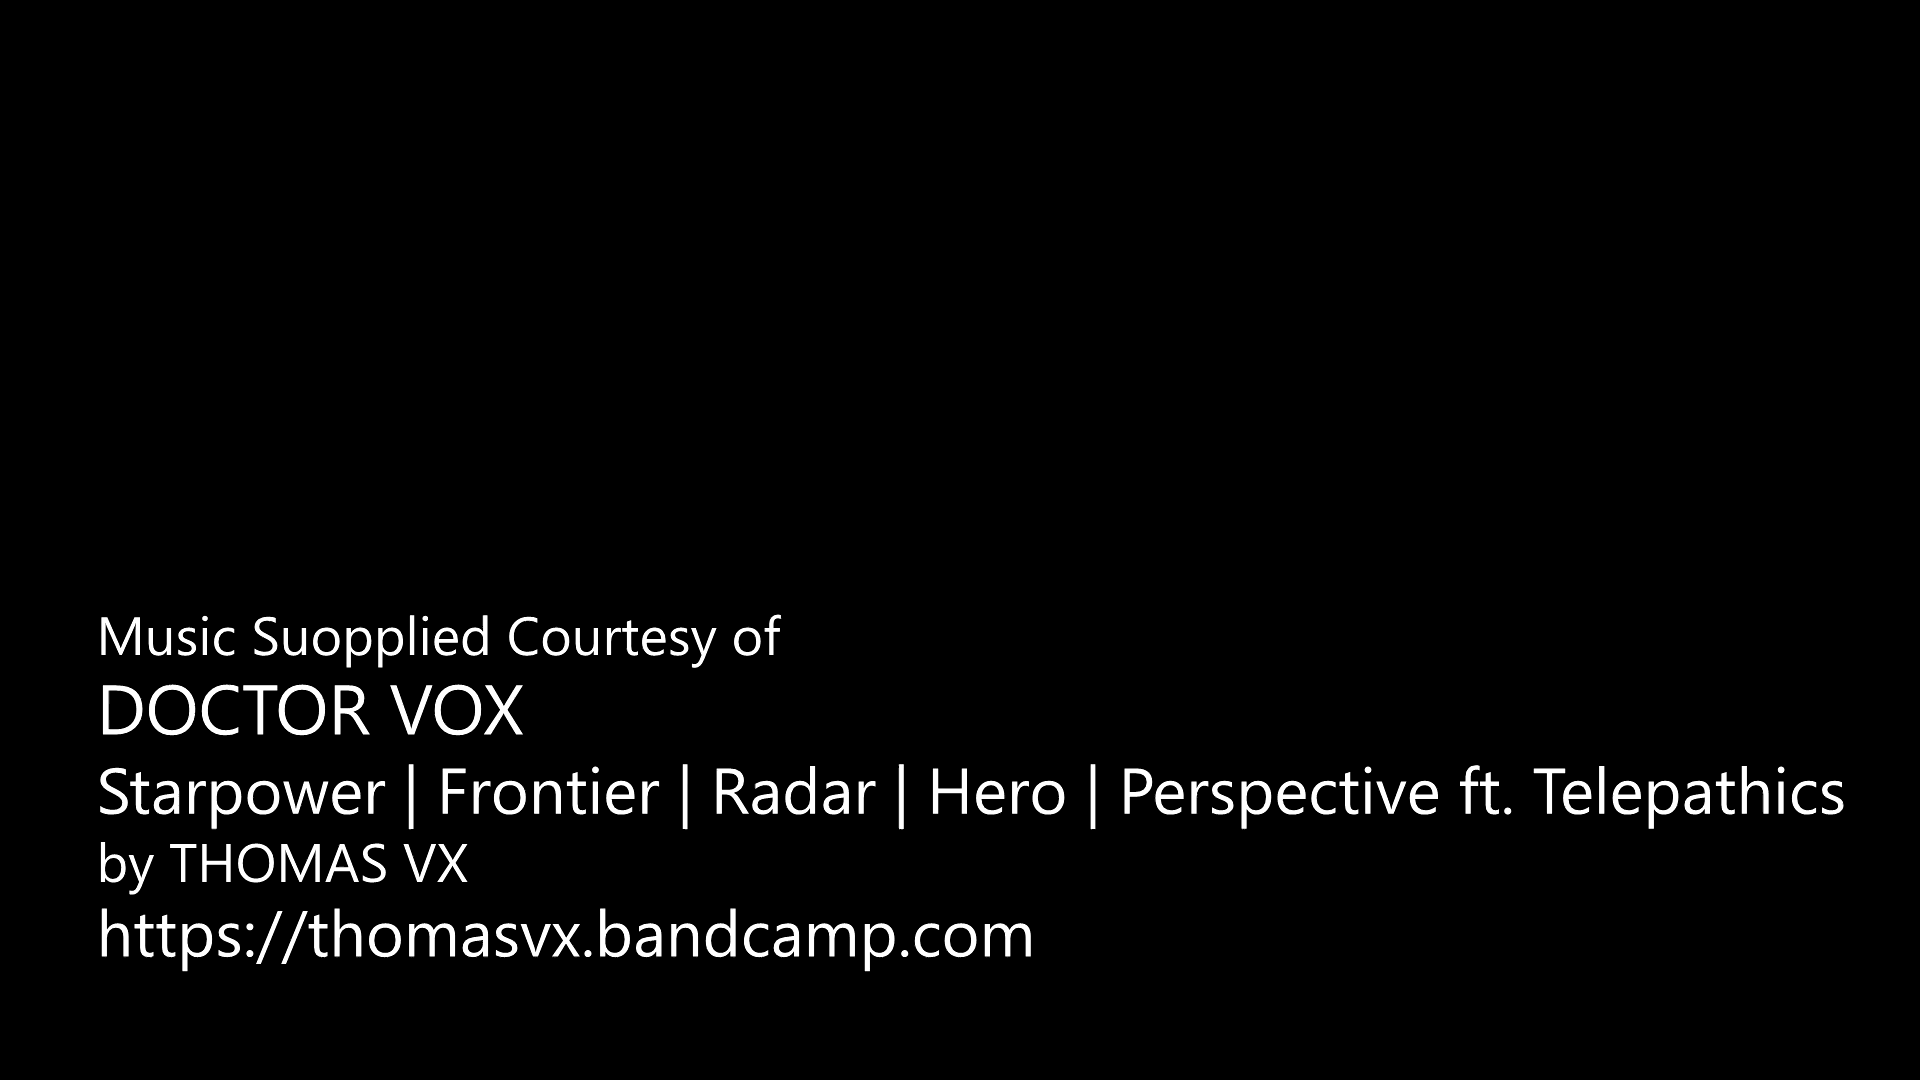 Music Suopplied Courtesy of
DOCTOR VOX
Starpower | Frontier | Radar | Hero | Perspective ft. Telepathics
by THOMAS VX
https://thomasvx.bandcamp.com